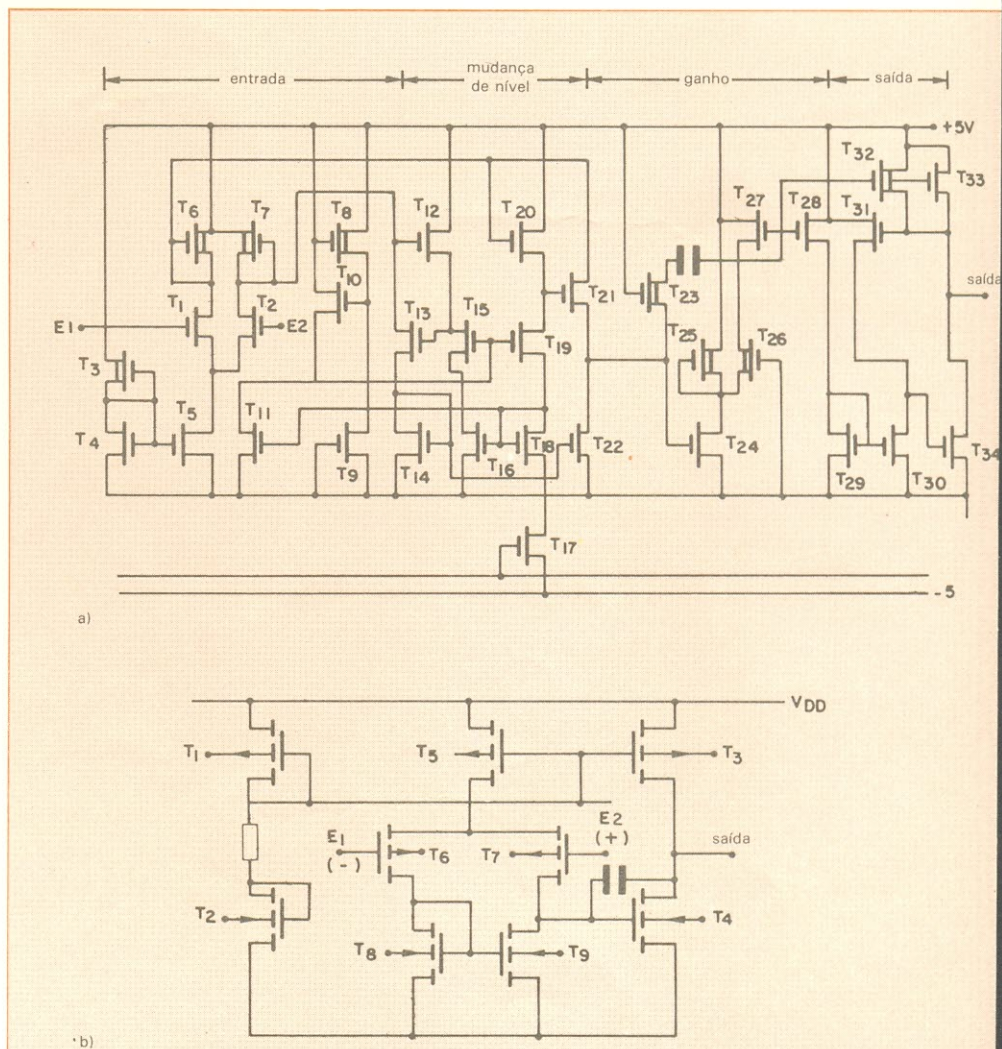 entrada
mudança
de nível
ganho
saída
+5V
T32
T33
T6
T7
T8
T12
T20
T27
T28
T31
T10
T23
saída
T1
T2
T13
T15
T21
E1
E2
T19
T25
T26
T3
T4
T5
T11
T9
T14
T16
T18
T22
T24
T29
T30
T34
T17
-5
a)
VDD
T1
T5
T3
E1
(-)
E2
(+)
saída
T6
T7
T2
T4
T8
T9
b)